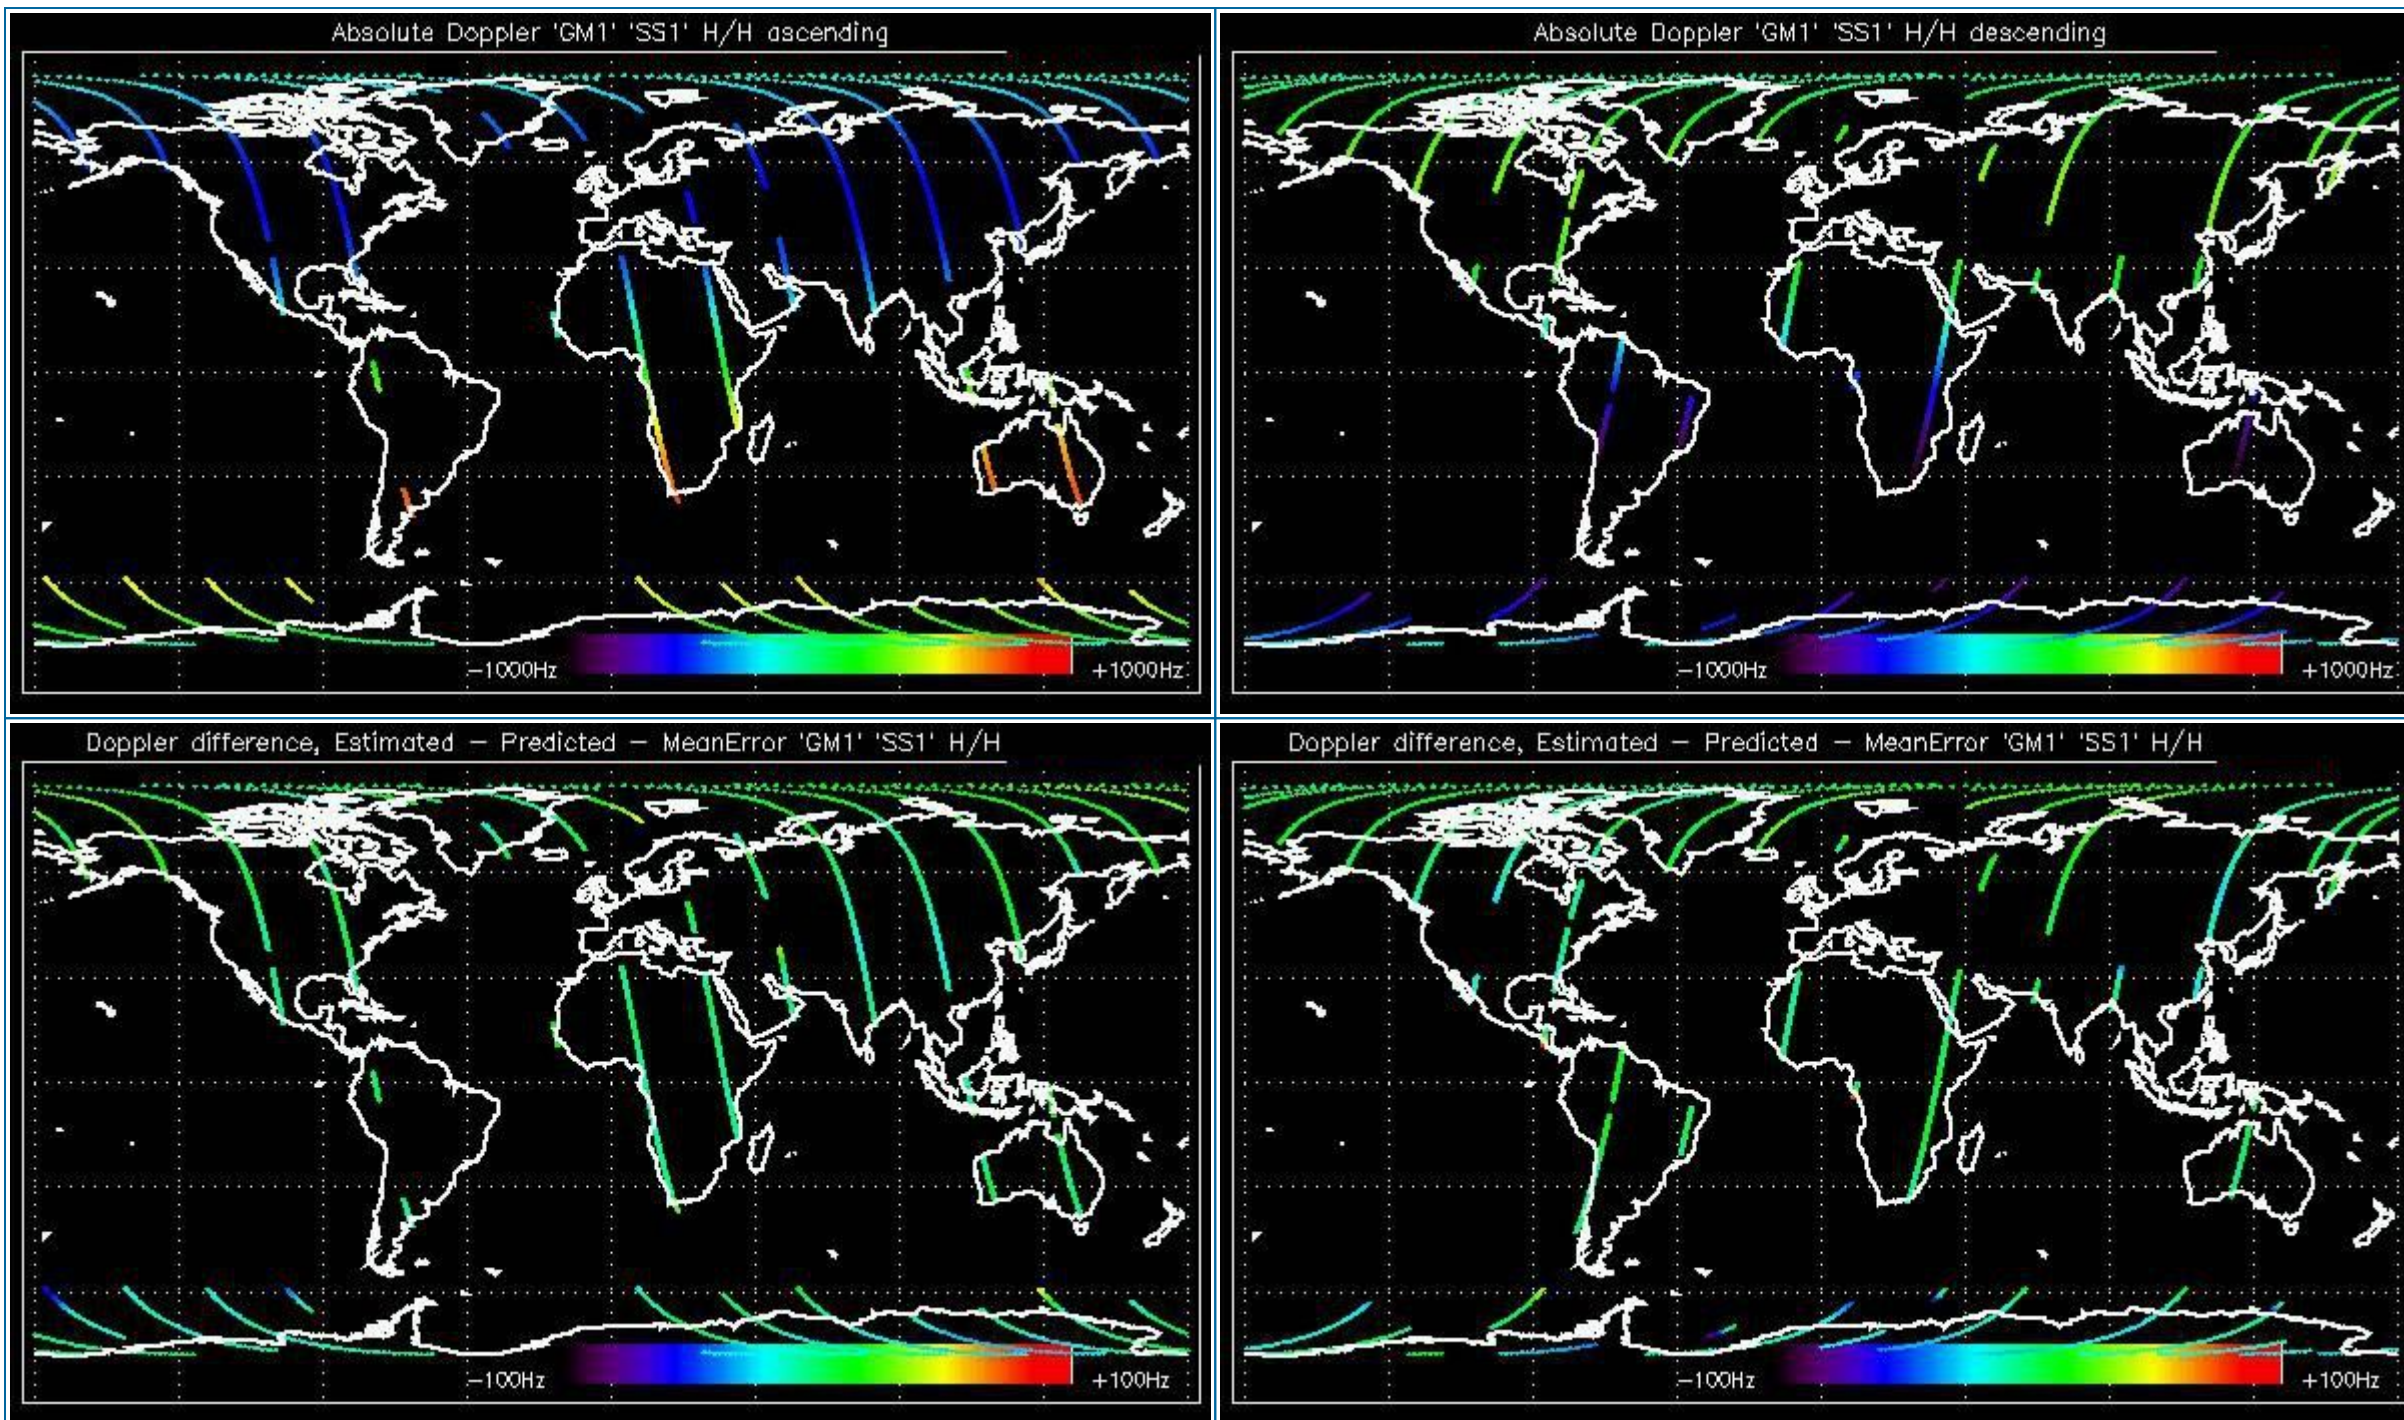 Absolute Doppler 'GM1' 'SS1' H/H ascending
−1000Hz
+1000Hz
Absolute Doppler 'GM1' 'SS1' H/H descending
−1000Hz
+1000Hz
Doppler difference, Estimated − Predicted − MeanError 'GM1' 'SS1' H/H
−100Hz
+100Hz
Doppler difference, Estimated − Predicted − MeanError 'GM1' 'SS1' H/H
−100Hz
+100Hz